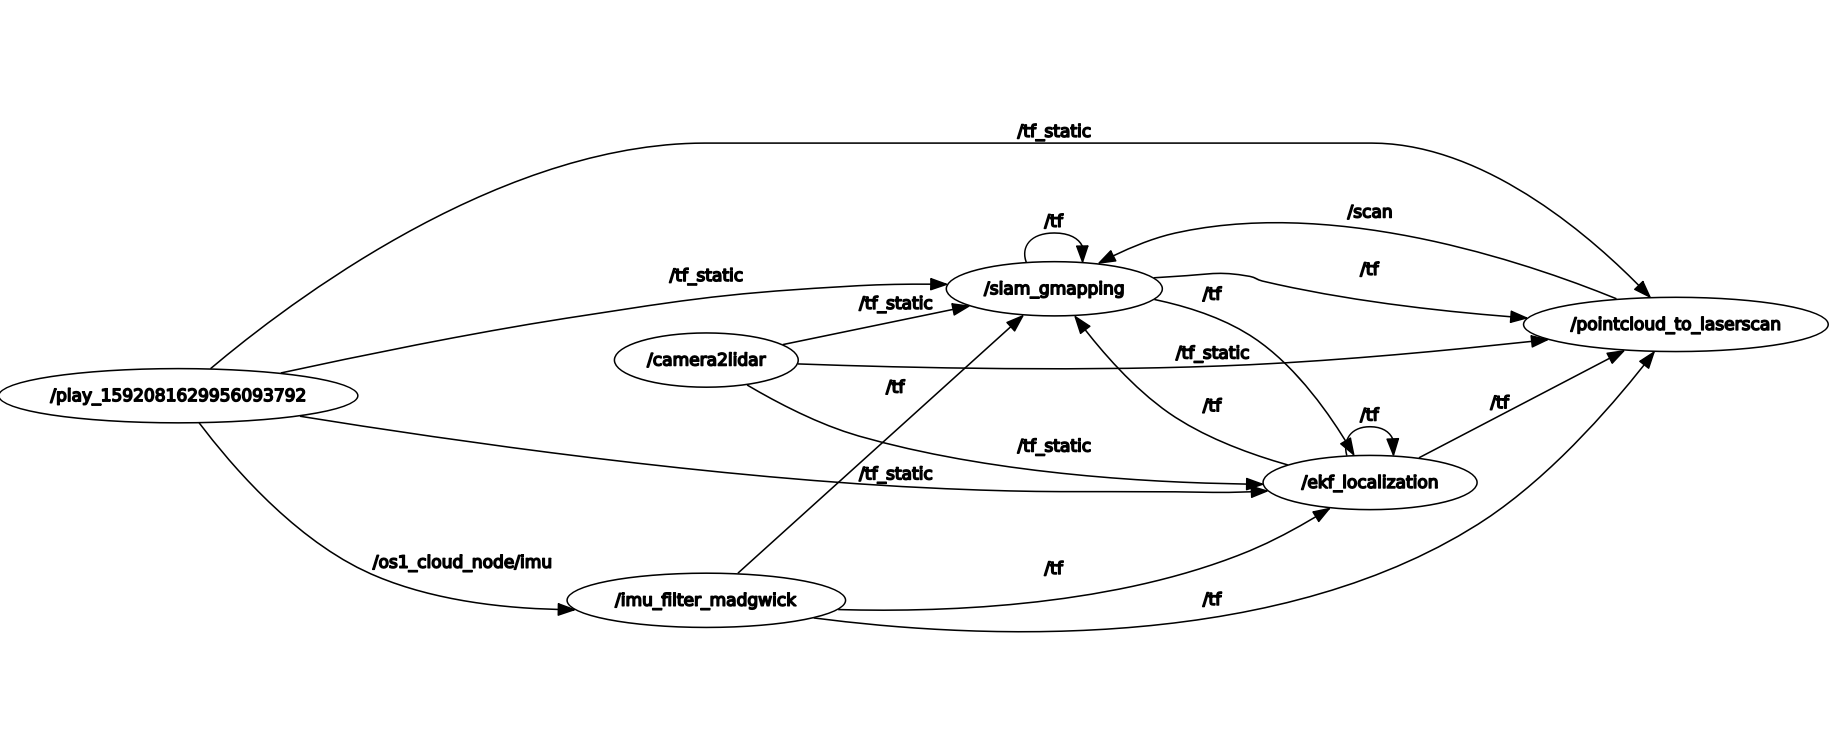 /tf_static
/scan
/tf
/tf
/tf_static
/slam_gmapping
/tf
/tf_static
/pointcloud_to_laserscan
/camera2lidar
/tf_static
/play_1592081629956093792
/tf
/tf
/tf
/tf
/tf_static
/tf_static
/ekf_localization
/os1_cloud_node/imu
/tf
/imu_filter_madgwick
/tf